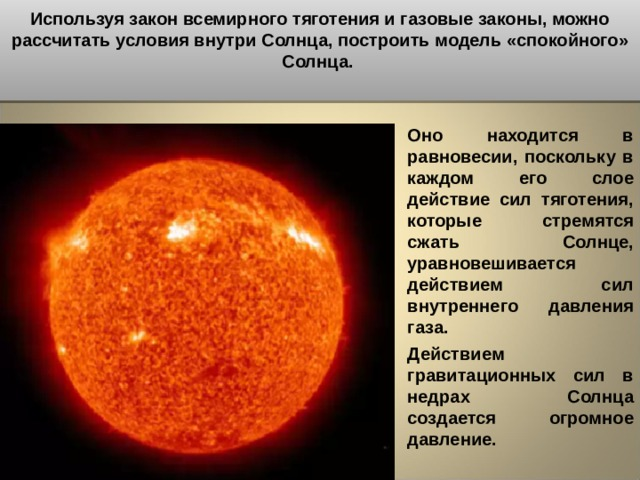 Используя закон всемирного тяготения и газовые законы, можно
рассчитать условия внутри Солнца, построить модель «спокойного»
Солнца.
Оно находится в
равновесии, поскольку в
каждом его слое
действие сил тяготения,
которые стремятся
сжать Солнце,
уравновешивается
действием сил
внутреннего давления
газа.
Действием
гравитационных сил в
недрах Солнца
создается огромное
давление.